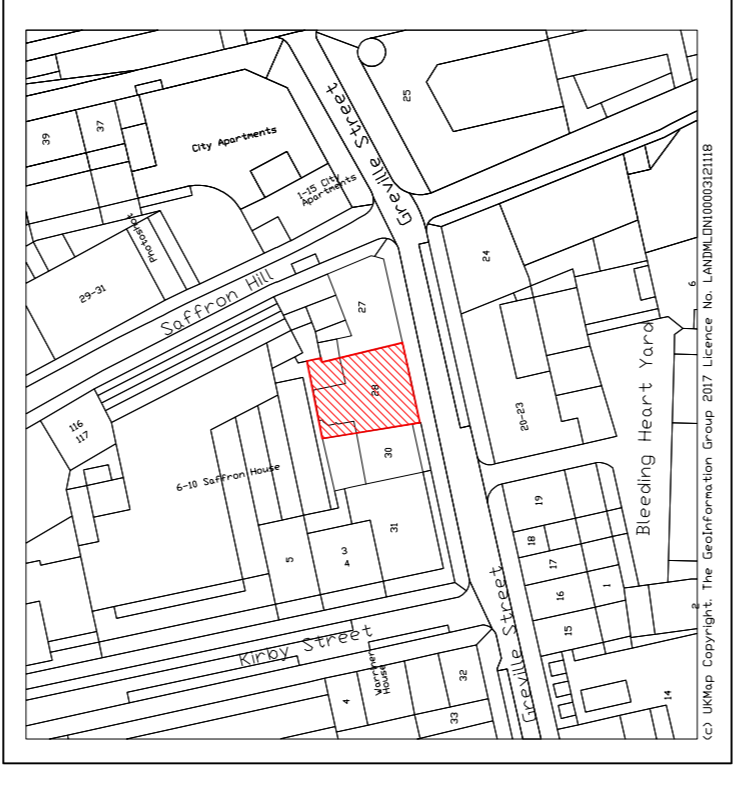 39
37
City Apartments
1-15 City
Apartments
Photoshot
29-31
Saffron Hill
Greville Street
25
24
27
28
30
31
116
117
6-10 Saffron House
5
3
4
20-23
6
Bleeding Heart Yard
19
18
17
16
15
1
2
14
Kirby Street
Greville Street
4
Warriner
House
32
33
(c) UKMap Copyright. The GeoInformation Group 2017 Licence No. LANDMLON100003121118